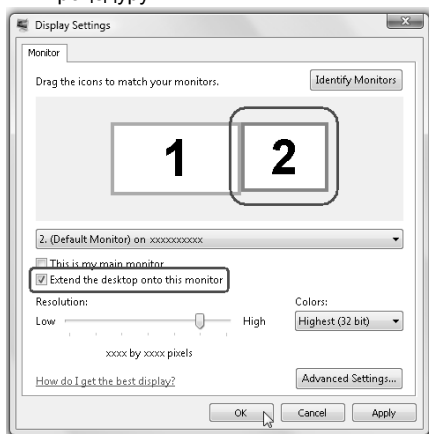 Display Settings
Monitor
Drag the icons to match your monitors.
Identify Monitors
1
2
2. (Default Monitor) on xxxxxxxxxx
This is my main monitor
Extend the desktop onto this monitor
Resolution:
Colors:
Low
High
Highest (32 bit)
xxxx by xxxx pixels
How do I get the best display?
Advanced Settings...
OK
Cancel
Apply